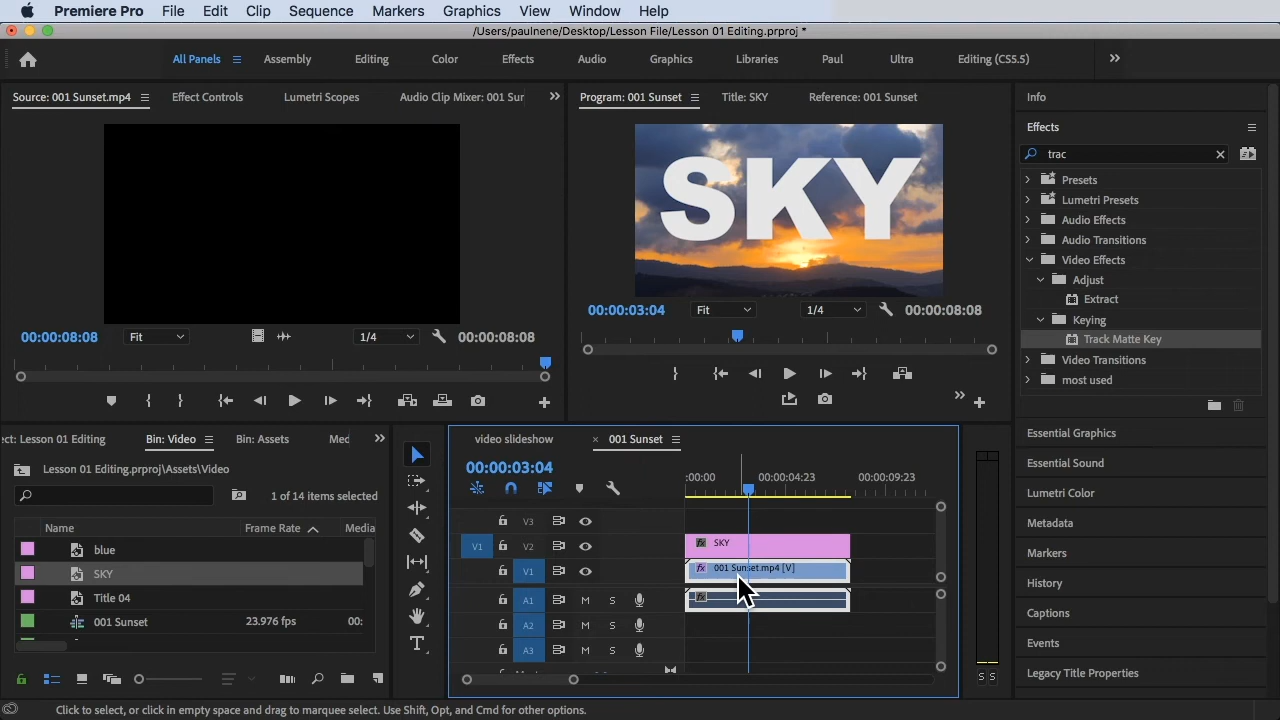 Premiere Pro File Edit Clip Sequence Markers Graphics View Window Help
/Users/paulnene/Desktop/Lesson File/Lesson 01 Editing.prproj *
All Panels Assembly Editing Color Effects Audio Graphics Libraries Paul Ultra Editing (CS5.5)
Source: 001 Sunset.mp4 Effect Controls Lumetri Scopes Audio Clip Mixer: 001 Sur
Program: 001 Sunset Title: SKY Reference: 001 Sunset
SKY
00:00:08:08 Fit 1/4 00:00:08:08
00:00:03:04 Fit 1/4 00:00:08:08
Info
Effects
trac
Presets
Lumetri Presets
Audio Effects
Audio Transitions
Video Effects
Adjust
Extract
Keying
Track Matte Key
Video Transitions
most used
Essential Graphics
Essential Sound
Lumetri Color
Metadata
Markers
History
Captions
Events
Legacy Title Properties
ect: Lesson 01 Editing Bin: Video Bin: Assets Med
Lesson 01 Editing.prproj\Assets\Video
1 of 14 items selected
Name Frame Rate Media
blue
SKY
Title 04
001 Sunset 23.976 fps 00:
video slideshow × 001 Sunset
00:00:03:04
:00:00 00:00:04:23 00:00:09:23
V3
V1 V2 fx SKY
V1 fx 001 Sunset.mp4 [V]
A1 M S fx
A2 M S
A3 M S
S S
Click to select, or click in empty space and drag to marquee select. Use Shift, Opt, and Cmd for other options.